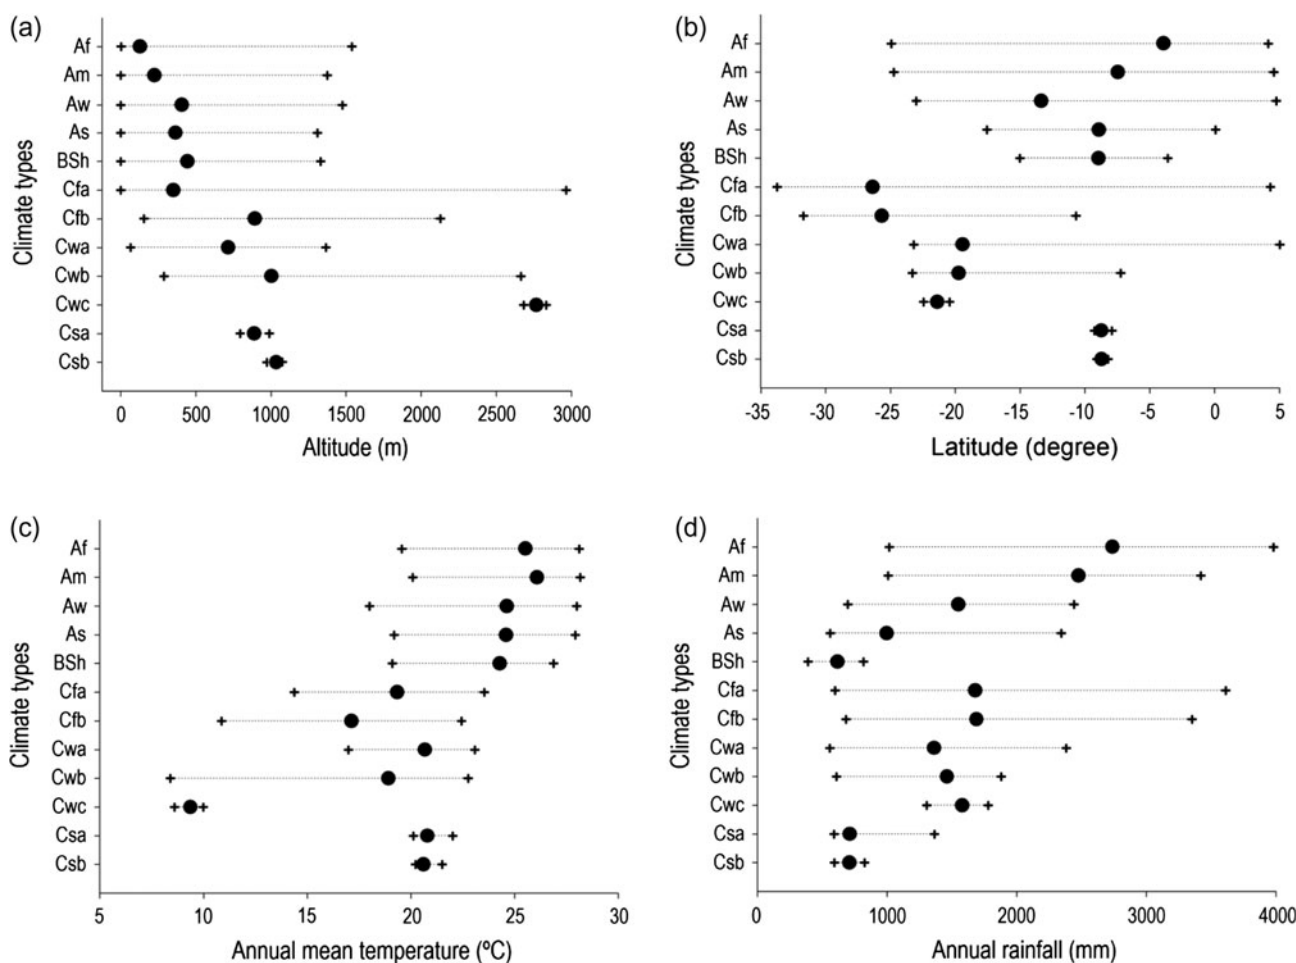 (a)
Climate types
Af
Am
Aw
As
BSh
Cfa
Cfb
Cwa
Cwb
Cwc
Csa
Csb
0 500 1000 1500 2000 2500 3000
Altitude (m)
(b)
Climate types
Af
Am
Aw
As
BSh
Cfa
Cfb
Cwa
Cwb
Cwc
Csa
Csb
-35 -30 -25 -20 -15 -10 -5 0 5
Latitude (degree)
(c)
Climate types
Af
Am
Aw
As
BSh
Cfa
Cfb
Cwa
Cwb
Cwc
Csa
Csb
5 10 15 20 25 30
Annual mean temperature (ºC)
(d)
Climate types
Af
Am
Aw
As
BSh
Cfa
Cfb
Cwa
Cwb
Cwc
Csa
Csb
0 1000 2000 3000 4000
Annual rainfall (mm)